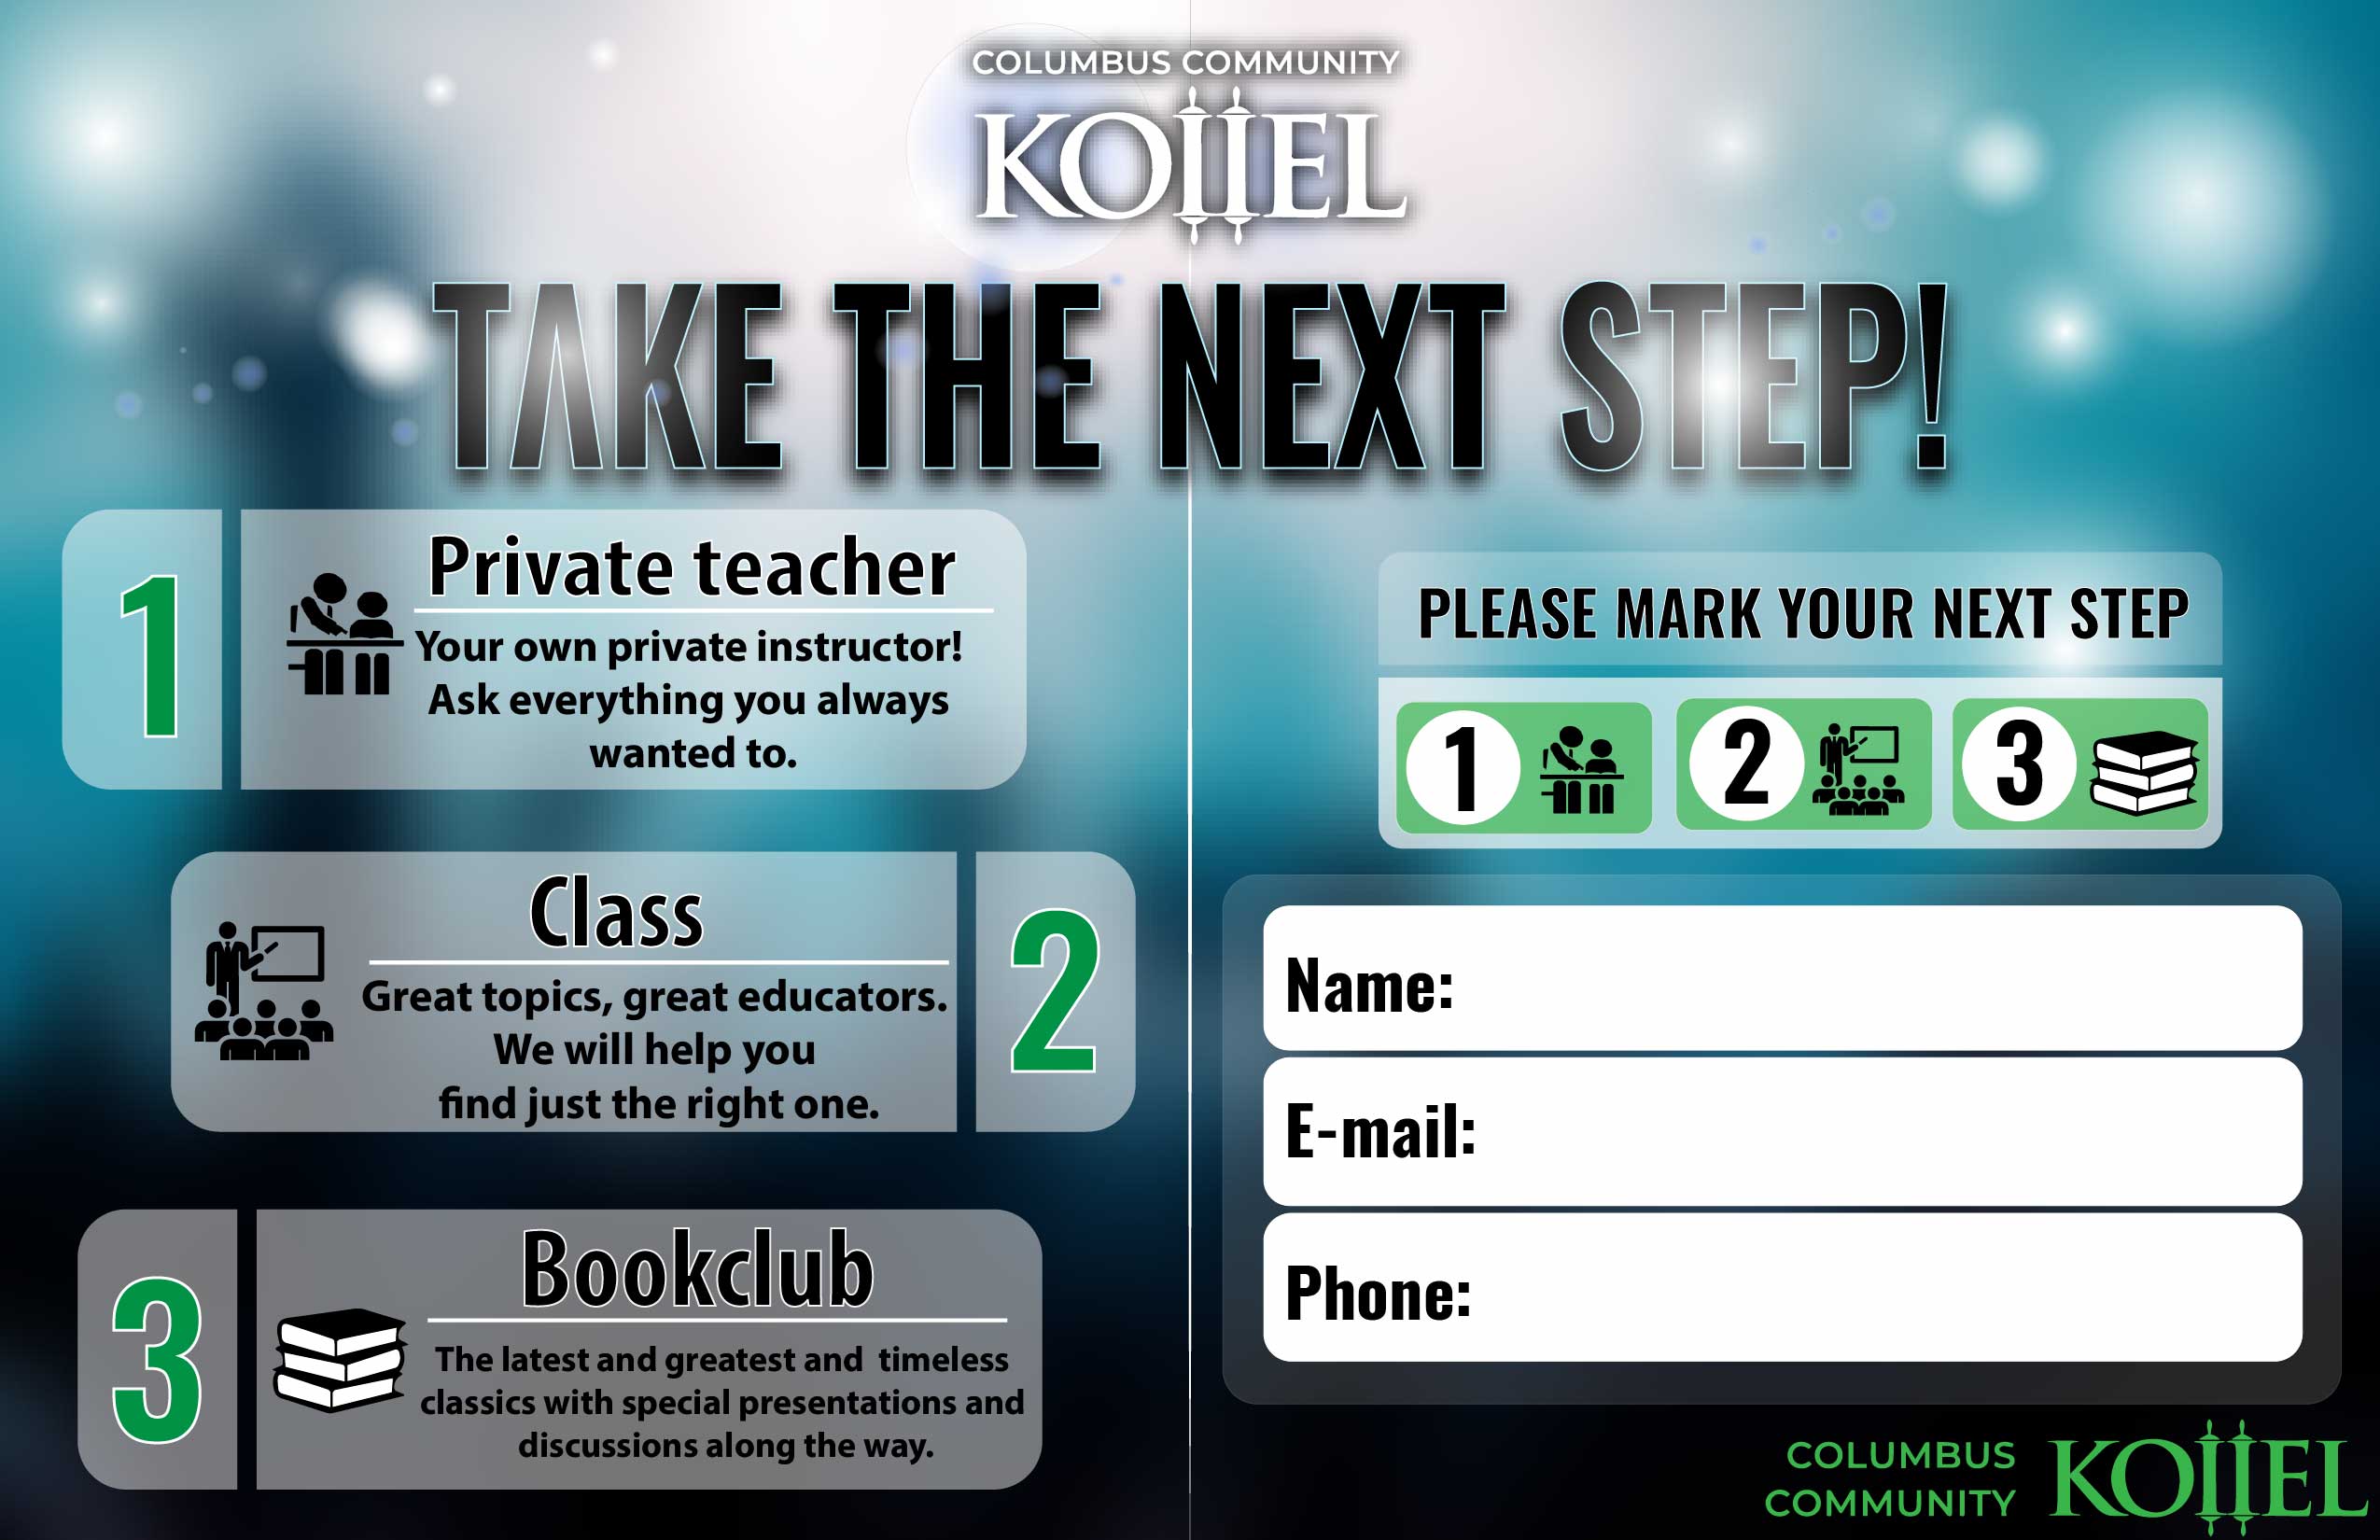 COLUMBUS COMMUNITY
KOllEL
TAKE THE NEXT STEP!
1
Private teacher
Your own private instructor!
Ask everything you always
wanted to.
Class
Great topics, great educators.
We will help you
find just the right one.
2
3
Bookclub
The latest and greatest and timeless
classics with special presentations and
discussions along the way.
PLEASE MARK YOUR NEXT STEP
1 2 3
Name:
E-mail:
Phone:
COLUMBUS
COMMUNITY
KOllEL